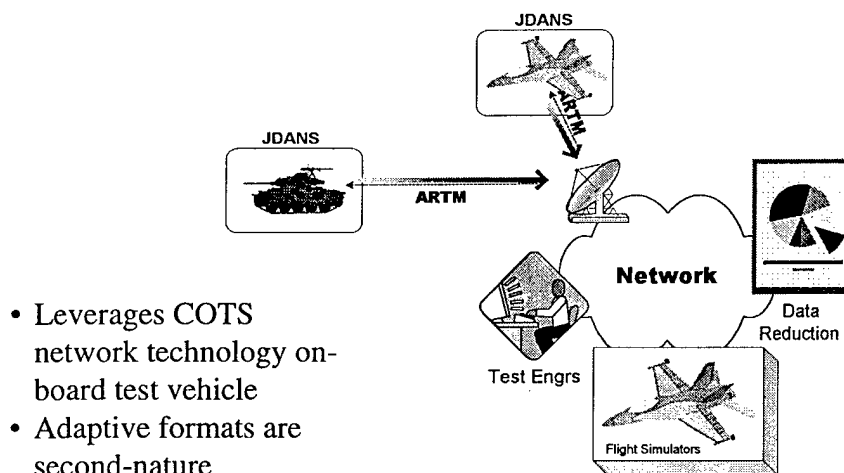 JDANS
ARTM
JDANS
ARTM
Network
Data
Reduction
Test Engrs
Flight Simulators
• Leverages COTS
network technology on-
board test vehicle
• Adaptive formats are
second-nature